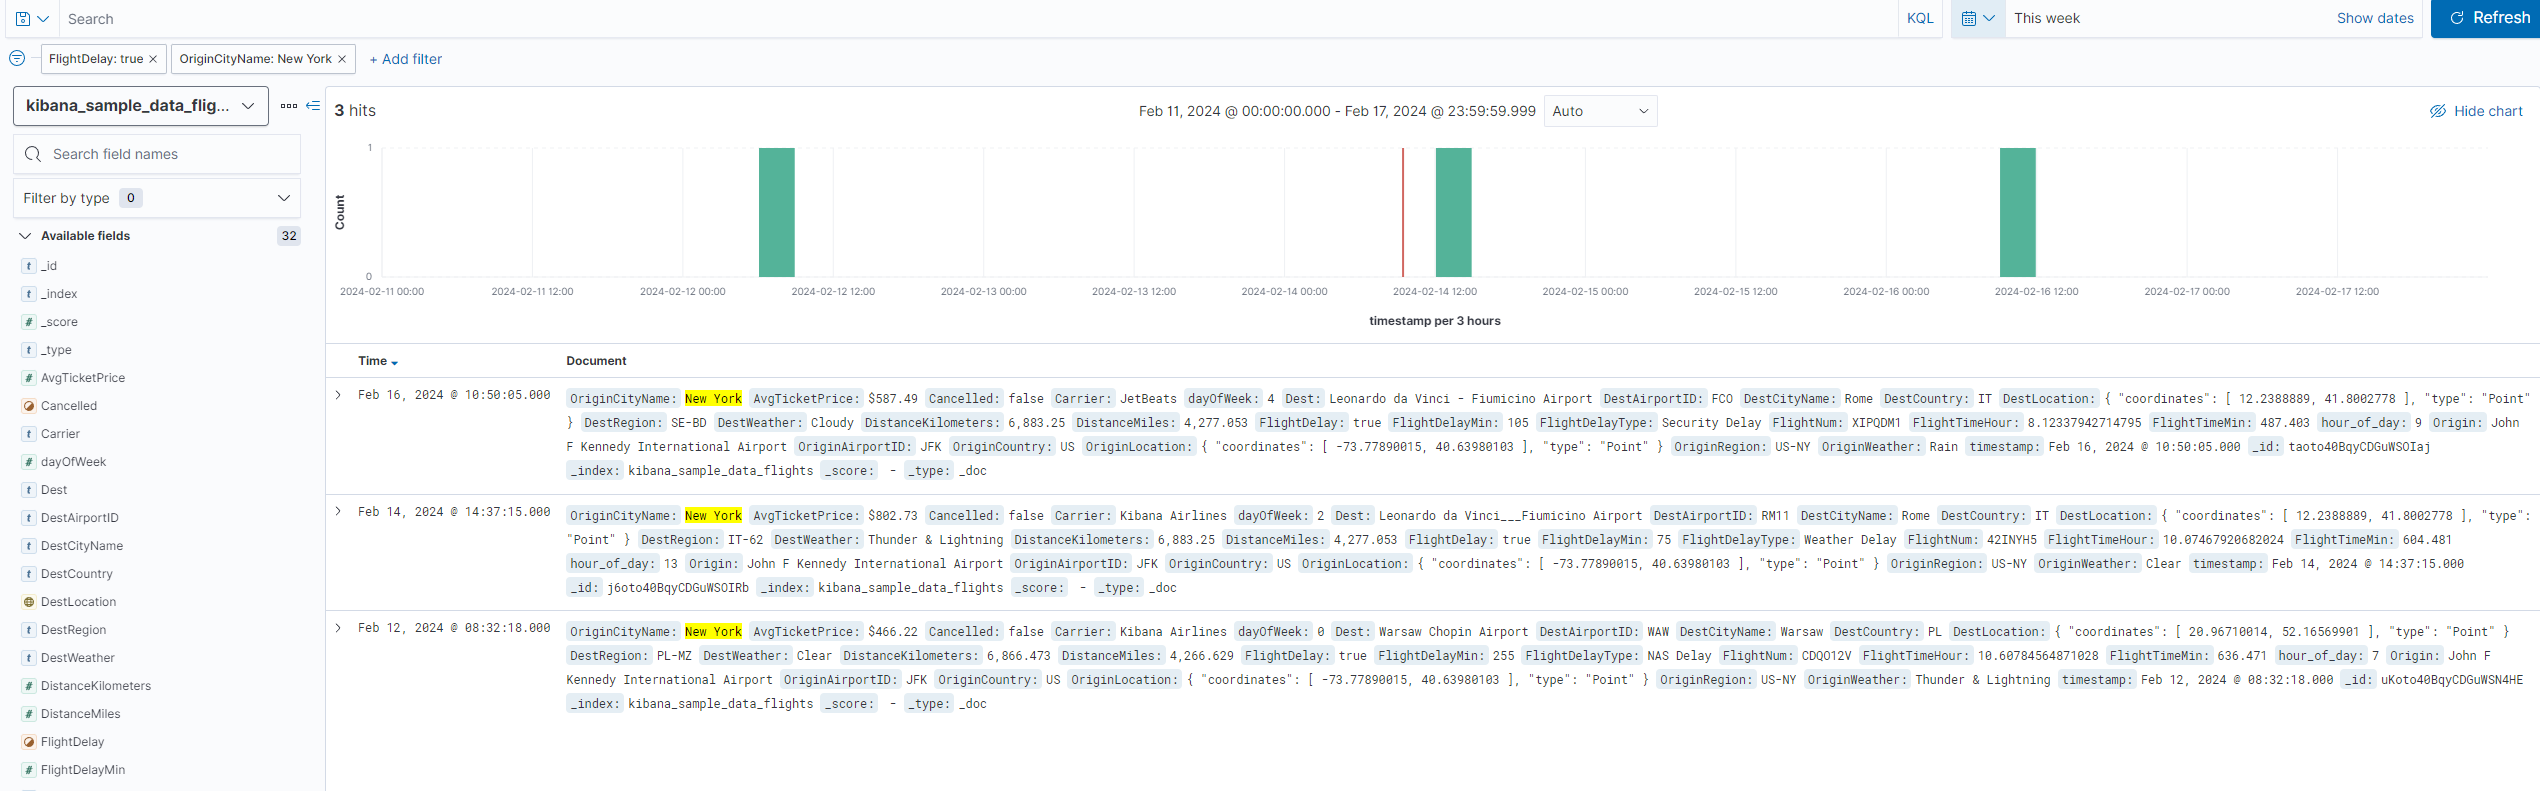 Search KQL This week Show dates Refresh
FlightDelay: true × OriginCityName: New York × + Add filter
kibana_sample_data_flig...
Search field names
Filter by type 0
Available fields 32
_id
_index
_score
_type
AvgTicketPrice
Cancelled
Carrier
dayOfWeek
Dest
DestAirportID
DestCityName
DestCountry
DestLocation
DestRegion
DestWeather
DistanceKilometers
DistanceMiles
FlightDelay
FlightDelayMin
3 hits Feb 11, 2024 @ 00:00:00.000 - Feb 17, 2024 @ 23:59:59.999 Auto Hide chart
1
Count
0
2024-02-11 00:00 2024-02-11 12:00 2024-02-12 00:00 2024-02-12 12:00 2024-02-13 00:00 2024-02-13 12:00 2024-02-14 00:00 2024-02-14 12:00 2024-02-15 00:00 2024-02-15 12:00 2024-02-16 00:00 2024-02-16 12:00 2024-02-17 00:00 2024-02-17 12:00
timestamp per 3 hours
Time Document
Feb 16, 2024 @ 10:50:05.000 OriginCityName: New York AvgTicketPrice: $587.49 Cancelled: false Carrier: JetBeats dayOfWeek: 4 Dest: Leonardo da Vinci - Fiumicino Airport DestAirportID: FCO DestCityName: Rome DestCountry: IT DestLocation: { "coordinates": [ 12.2388889, 41.8002778 ], "type": "Point"
} DestRegion: SE-BD DestWeather: Cloudy DistanceKilometers: 6,883.25 DistanceMiles: 4,277.053 FlightDelay: true FlightDelayMin: 105 FlightDelayType: Security Delay FlightNum: XIPQDM1 FlightTimeHour: 8.12337942714795 FlightTimeMin: 487.403 hour_of_day: 9 Origin: John
F Kennedy International Airport OriginAirportID: JFK OriginCountry: US OriginLocation: { "coordinates": [ -73.77890015, 40.63980103 ], "type": "Point" } OriginRegion: US-NY OriginWeather: Rain timestamp: Feb 16, 2024 @ 10:50:05.000 _id: taoto40BqyCDGuWSOIaj
_index: kibana_sample_data_flights _score: - _type: _doc
Feb 14, 2024 @ 14:37:15.000 OriginCityName: New York AvgTicketPrice: $802.73 Cancelled: false Carrier: Kibana Airlines dayOfWeek: 2 Dest: Leonardo da Vinci___Fiumicino Airport DestAirportID: RM11 DestCityName: Rome DestCountry: IT DestLocation: { "coordinates": [ 12.2388889, 41.8002778 ], "type":
"Point" } DestRegion: IT-62 DestWeather: Thunder & Lightning DistanceKilometers: 6,883.25 DistanceMiles: 4,277.053 FlightDelay: true FlightDelayMin: 75 FlightDelayType: Weather Delay FlightNum: 42INYH5 FlightTimeHour: 10.07467920682024 FlightTimeMin: 604.481
hour_of_day: 13 Origin: John F Kennedy International Airport OriginAirportID: JFK OriginCountry: US OriginLocation: { "coordinates": [ -73.77890015, 40.63980103 ], "type": "Point" } OriginRegion: US-NY OriginWeather: Clear timestamp: Feb 14, 2024 @ 14:37:15.000
_id: j6oto40BqyCDGuWSOIRb _index: kibana_sample_data_flights _score: - _type: _doc
Feb 12, 2024 @ 08:32:18.000 OriginCityName: New York AvgTicketPrice: $466.22 Cancelled: false Carrier: Kibana Airlines dayOfWeek: 0 Dest: Warsaw Chopin Airport DestAirportID: WAW DestCityName: Warsaw DestCountry: PL DestLocation: { "coordinates": [ 20.96710014, 52.16569901 ], "type": "Point" }
DestRegion: PL-MZ DestWeather: Clear DistanceKilometers: 6,866.473 DistanceMiles: 4,266.629 FlightDelay: true FlightDelayMin: 255 FlightDelayType: NAS Delay FlightNum: CDQO12V FlightTimeHour: 10.60784564871028 FlightTimeMin: 636.471 hour_of_day: 7 Origin: John F
Kennedy International Airport OriginAirportID: JFK OriginCountry: US OriginLocation: { "coordinates": [ -73.77890015, 40.63980103 ], "type": "Point" } OriginRegion: US-NY OriginWeather: Thunder & Lightning timestamp: Feb 12, 2024 @ 08:32:18.000 _id: uKoto40BqyCDGuWSN4HE
_index: kibana_sample_data_flights _score: - _type: _doc